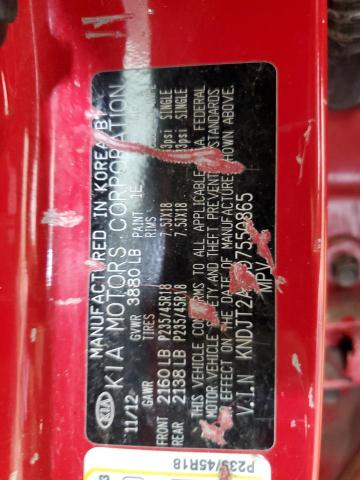 MANUFACTURED IN KOREA BY
KIA KIA MOTORS CORPORATION
11/12 GVWR 3880 LB PAINT 1E
GAWR TIRES RIMS
FRONT 2160 LB P235/45R18 7.5JX18 SINGLE
REAR 2138 LB P235/45R18 7.5JX18 SINGLE
THIS VEHICLE CONFORMS TO ALL APPLICABLE U.S.A. FEDERAL
MOTOR VEHICLE SAFETY AND THEFT PREVENTION STANDARDS
IN EFFECT ON THE DATE OF MANUFACTURE SHOWN ABOVE.
V.I.N KNDJT2A
MPV
P235/45R18